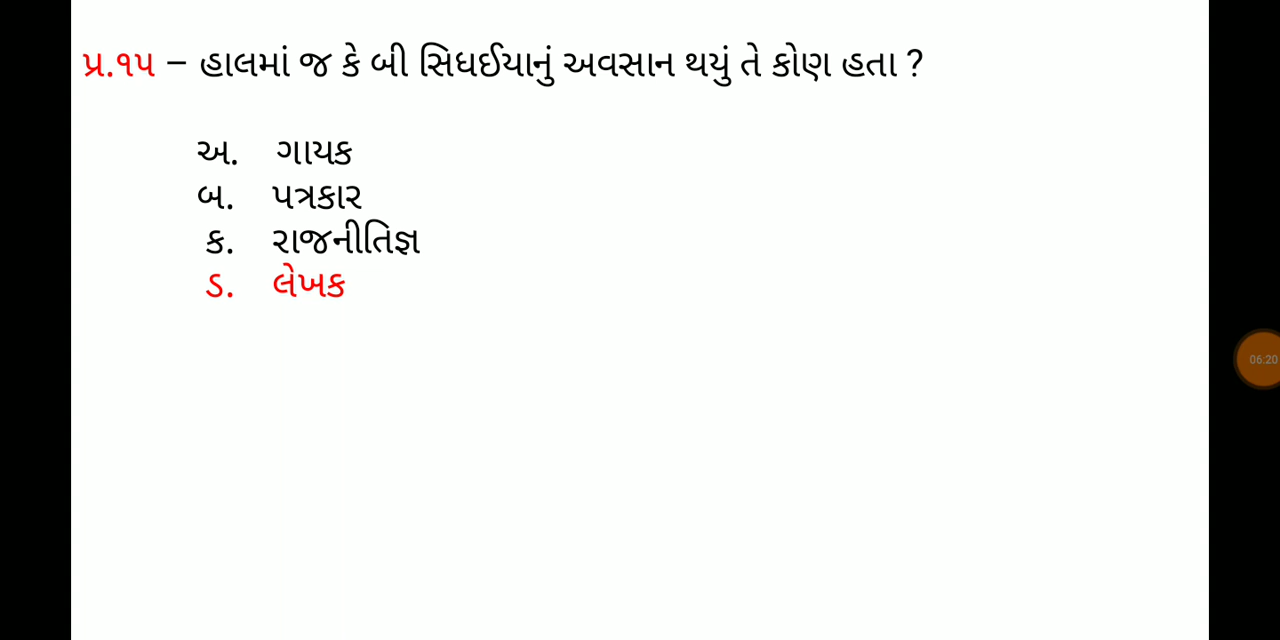 પ્ર.૧૫ – હાલમાં જ કે બી સિધઈયાનું અવસાન થયું તે કોણ હતા ?
અ. ગાયક
બ. પત્રકાર
ક. રાજનીતિજ્ઞ
ડ. લેખક
06:20